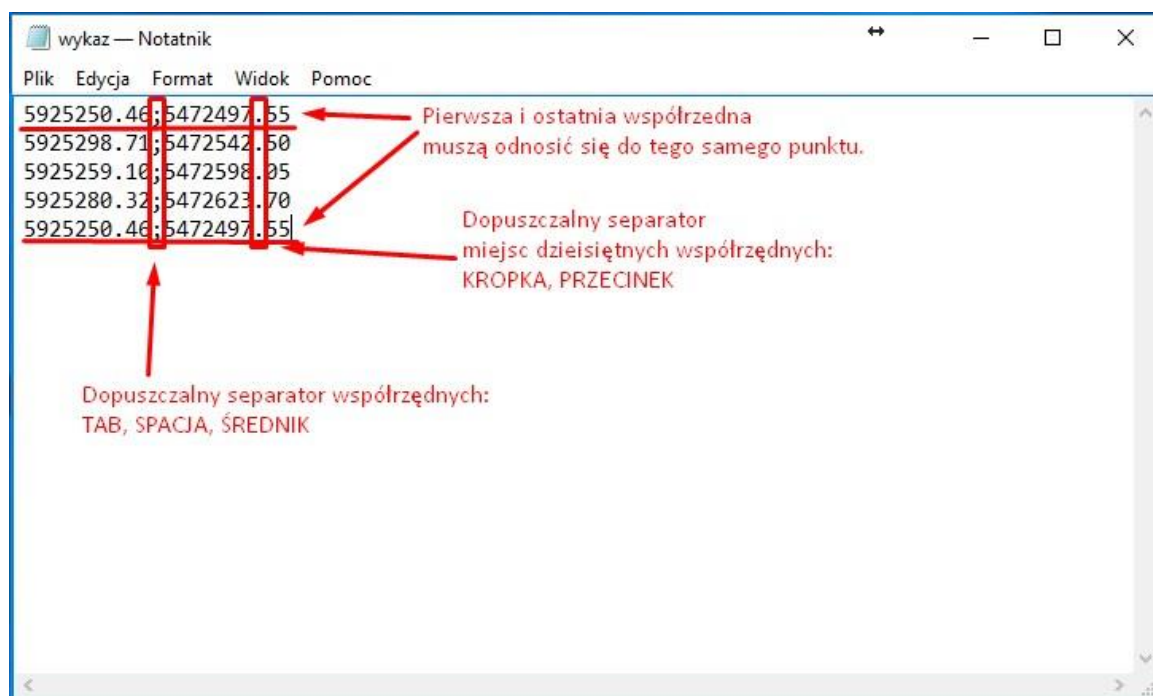 wykaz — Notatnik
Plik Edycja Format Widok Pomoc
5925250.46;5472497.55
5925298.71;5472542.50
5925259.10;5472598.05
5925280.32;5472623.70
5925250.46;5472497.55
Pierwsza i ostatnia współrzedna
muszą odnosić się do tego samego punktu.
Dopuszczalny separator
miejsc dzieisiętnych współrzędnych:
KROPKA, PRZECINEK
Dopuszczalny separator współrzędnych:
TAB, SPACJA, ŚREDNIK